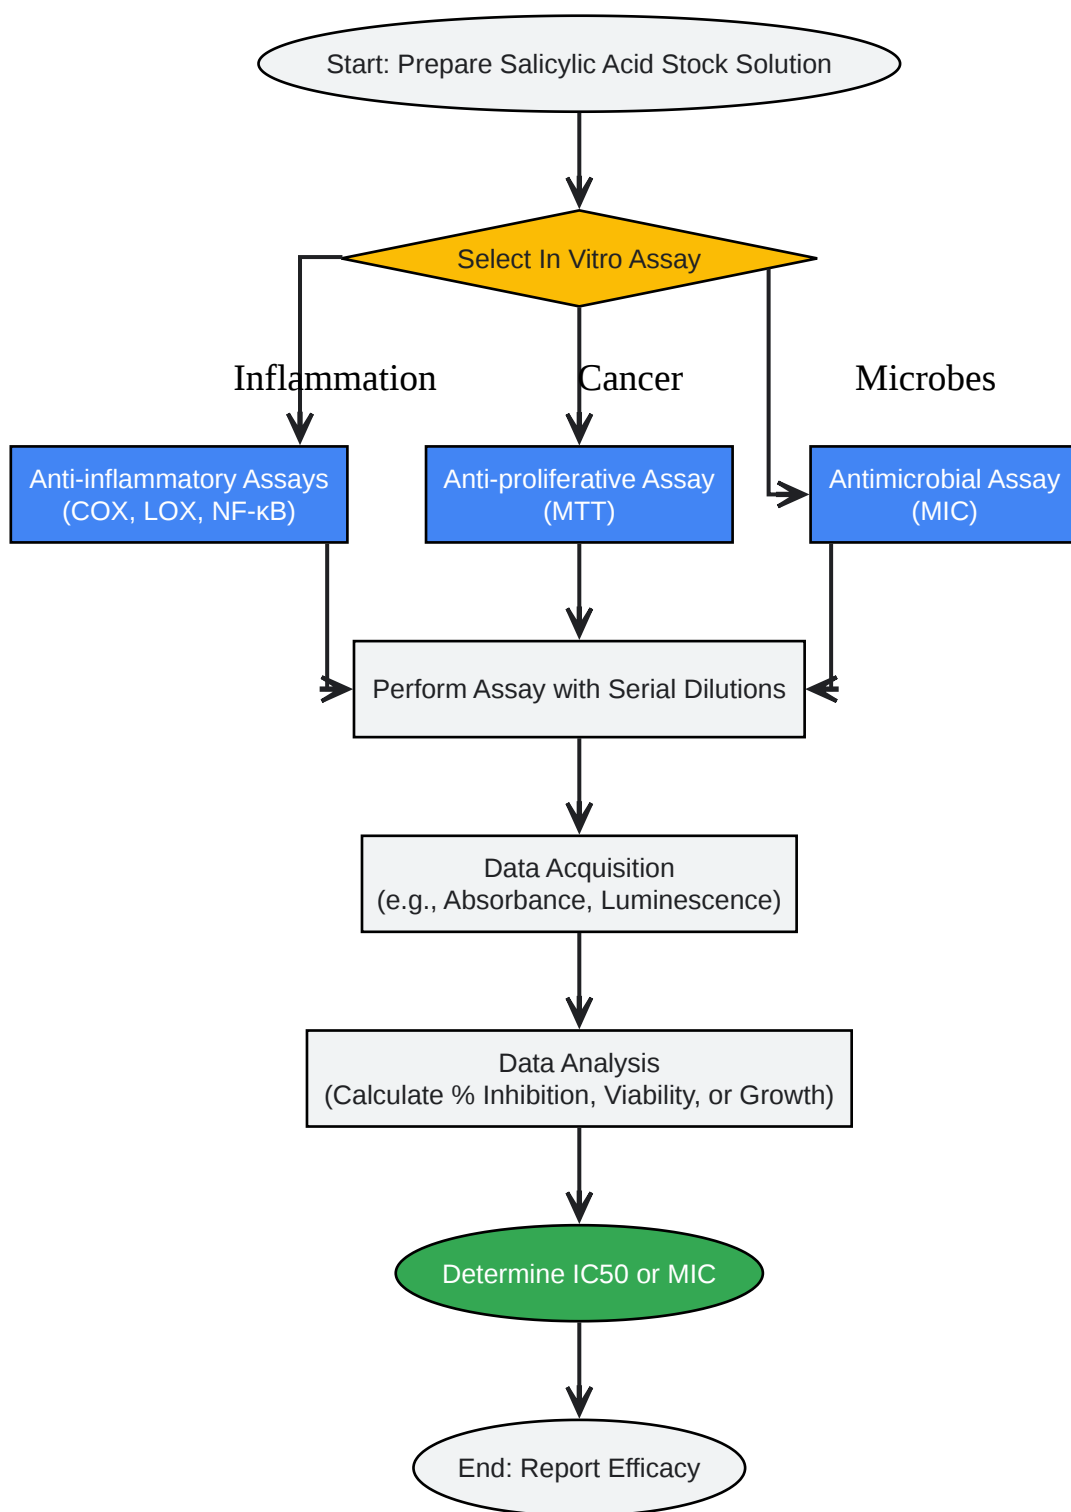 Start: Prepare Salicylic Acid Stock Solution
Select In Vitro Assay
Inflammation
Cancer
Microbes
Anti-inflammatory Assays
(COX, LOX, NF-κB)
Anti-proliferative Assay
(MTT)
Antimicrobial Assay
(MIC)
Perform Assay with Serial Dilutions
Data Acquisition
(e.g., Absorbance, Luminescence)
Data Analysis
(Calculate % Inhibition, Viability, or Growth)
Determine IC50 or MIC
End: Report Efficacy